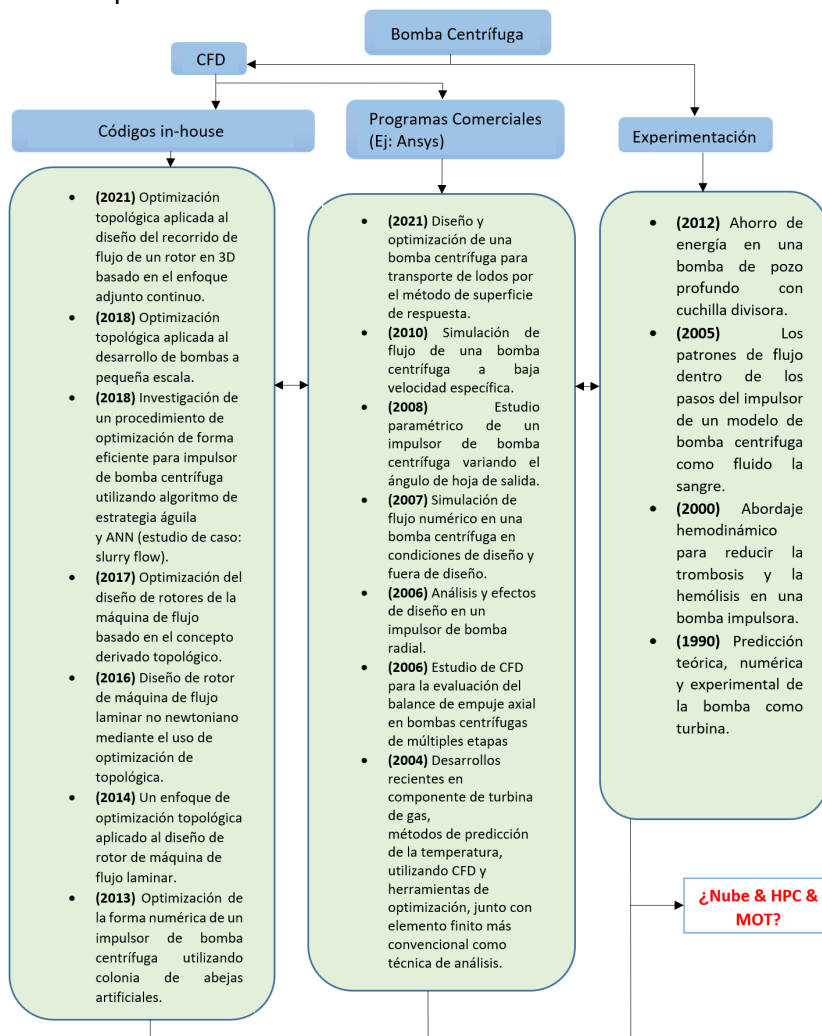 Bomba Centrífuga
CFD
Códigos in-house
Programas Comerciales
(Ej: Ansys)
Experimentación
• (2021) Optimización
topológica aplicada al
diseño del recorrido de
flujo de un rotor en 3D
basado en el enfoque
adjunto continuo.
• (2018) Optimización
topológica aplicada al
desarrollo de bombas a
pequeña escala.
• (2018) Investigación de
un procedimiento de
optimización de forma
eficiente para impulsor
de bomba centrífuga
utilizando algoritmo de
estrategia águila
y ANN (estudio de caso:
slurry flow).
• (2017) Optimización del
diseño de rotores de la
máquina de flujo
basado en el concepto
derivado topológico.
• (2016) Diseño de rotor
de máquina de flujo
laminar no newtoniano
mediante el uso de
optimización de
topológica.
• (2014) Un enfoque de
optimización topológica
aplicado al diseño de
rotor de máquina de
flujo laminar.
• (2013) Optimización de
la forma numérica de un
impulsor de bomba
centrífuga utilizando
colonia de abejas
artificiales.
• (2021) Diseño y
optimización de una
bomba centrífuga para
transporte de lodos por
el método de superficie
de respuesta.
• (2010) Simulación de
flujo de una bomba
centrífuga a baja
velocidad específica.
• (2008) Estudio
paramétrico de un
impulsor de bomba
centrífuga variando el
ángulo de hoja de salida.
• (2007) Simulación de
flujo numérico en una
bomba centrífuga en
condiciones de diseño y
fuera de diseño.
• (2006) Análisis y efectos
de diseño en un
impulsor de bomba
radial.
• (2006) Estudio de CFD
para la evaluación del
balance de empuje axial
en bombas centrífugas
de múltiples etapas
• (2004) Desarrollos
recientes en
componente de turbina
de gas,
métodos de predicción
de la temperatura,
utilizando CFD y
herramientas de
optimización, junto con
elemento finito más
convencional como
técnica de análisis.
• (2012) Ahorro de
energía en una
bomba de pozo
profundo con
cuchilla divisora.
• (2005) Los
patrones de flujo
dentro de los
pasos del impulsor
de un modelo de
bomba centrifuga
como fluido la
sangre.
• (2000) Abordaje
hemodinámico
para reducir la
trombosis y la
hemólisis en una
bomba impulsora.
• (1990) Predicción
teórica, numérica
y experimental de
la bomba como
turbina.
¿Nube & HPC &
MOT?